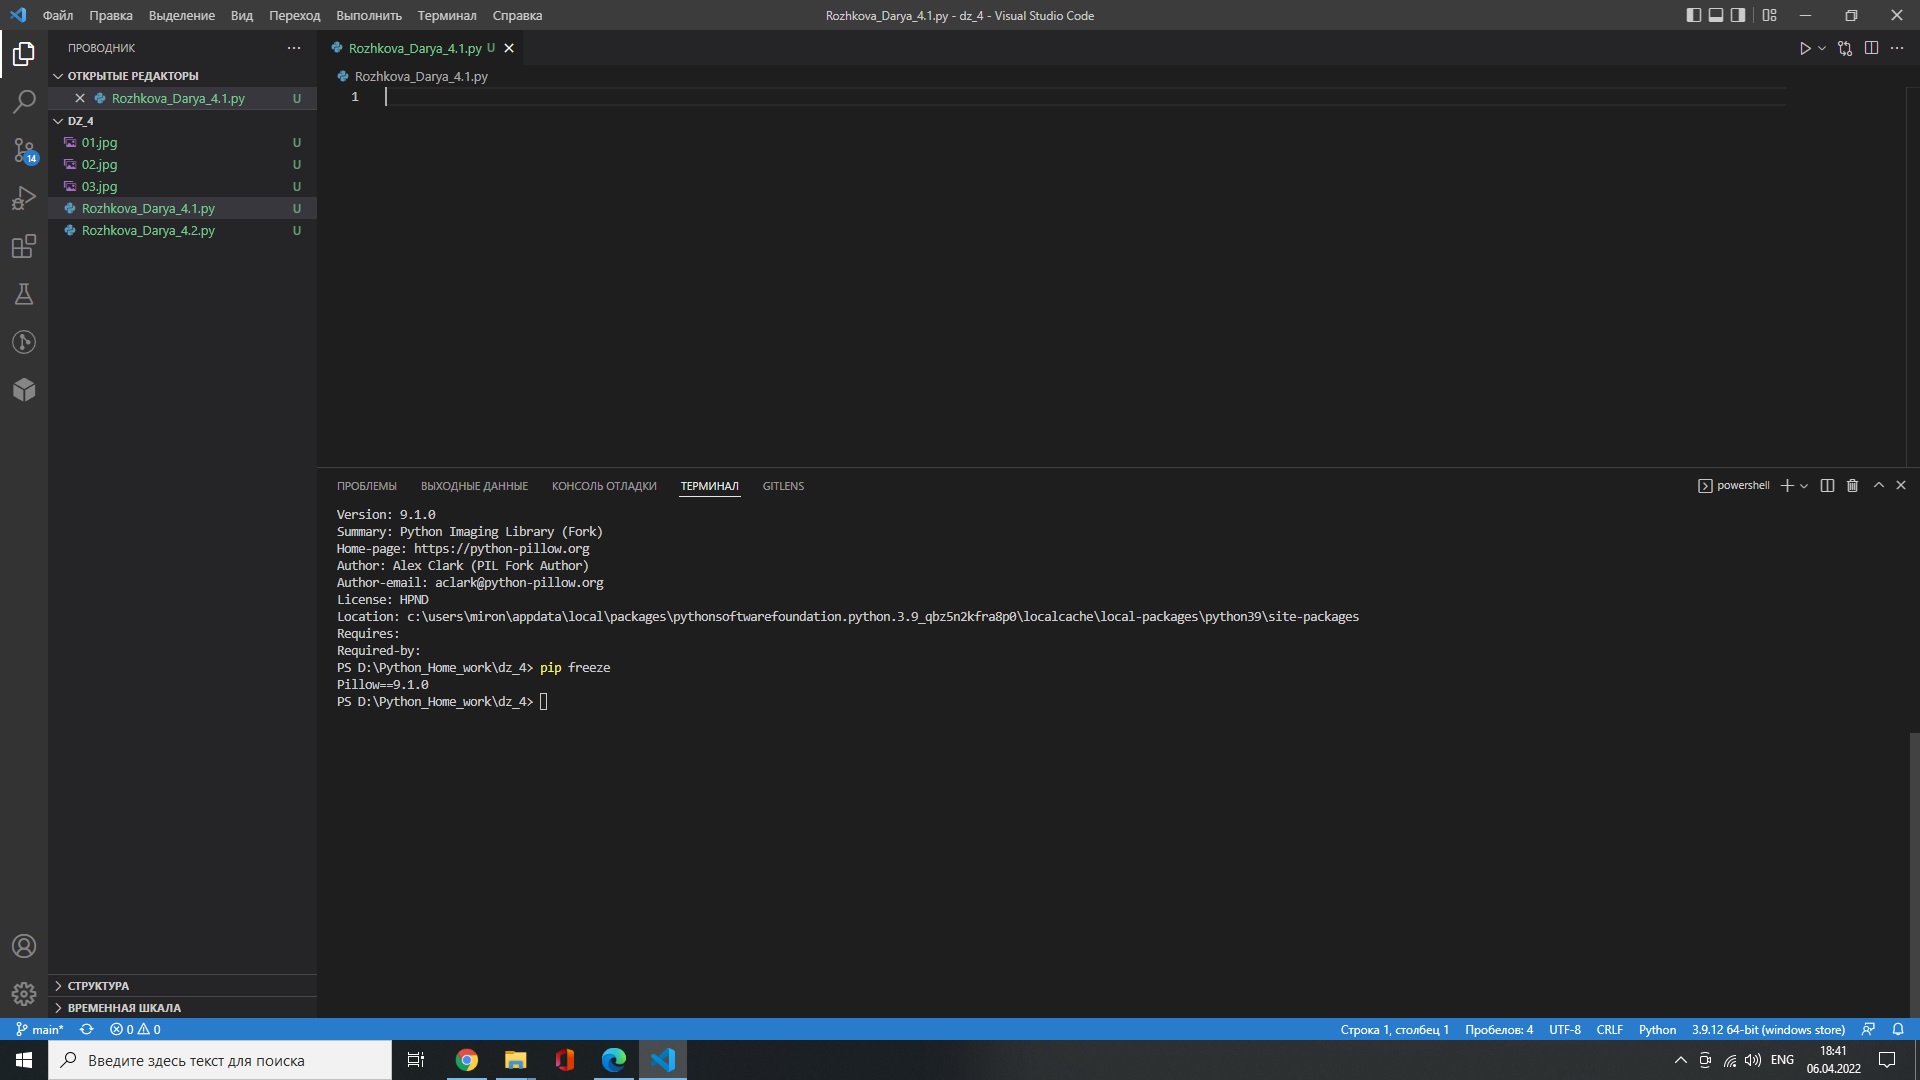 Файл Правка Выделение Вид Переход Выполнить Терминал Справка
Rozhkova_Darya_4.1.py - dz_4 - Visual Studio Code
ПРОВОДНИК
ОТКРЫТЫЕ РЕДАКТОРЫ
Rozhkova_Darya_4.1.py U
DZ_4
01.jpg U
02.jpg U
03.jpg U
Rozhkova_Darya_4.1.py U
Rozhkova_Darya_4.2.py U
14
СТРУКТУРА
ВРЕМЕННАЯ ШКАЛА
Rozhkova_Darya_4.1.py U
Rozhkova_Darya_4.1.py
1
ПРОБЛЕМЫ ВЫХОДНЫЕ ДАННЫЕ КОНСОЛЬ ОТЛАДКИ ТЕРМИНАЛ GITLENS
powershell
Version: 9.1.0
Summary: Python Imaging Library (Fork)
Home-page: https://python-pillow.org
Author: Alex Clark (PIL Fork Author)
Author-email: aclark@python-pillow.org
License: HPND
Location: c:\users\miron\appdata\local\packages\pythonsoftwarefoundation.python.3.9_qbz5n2kfra8p0\localcache\local-packages\python39\site-packages
Requires:
Required-by:
PS D:\Python_Home_work\dz_4> pip freeze
Pillow==9.1.0
PS D:\Python_Home_work\dz_4>
main* 0 0
Строка 1, столбец 1 Пробелов: 4 UTF-8 CRLF Python 3.9.12 64-bit (windows store)
Введите здесь текст для поиска
ENG
18:41
06.04.2022